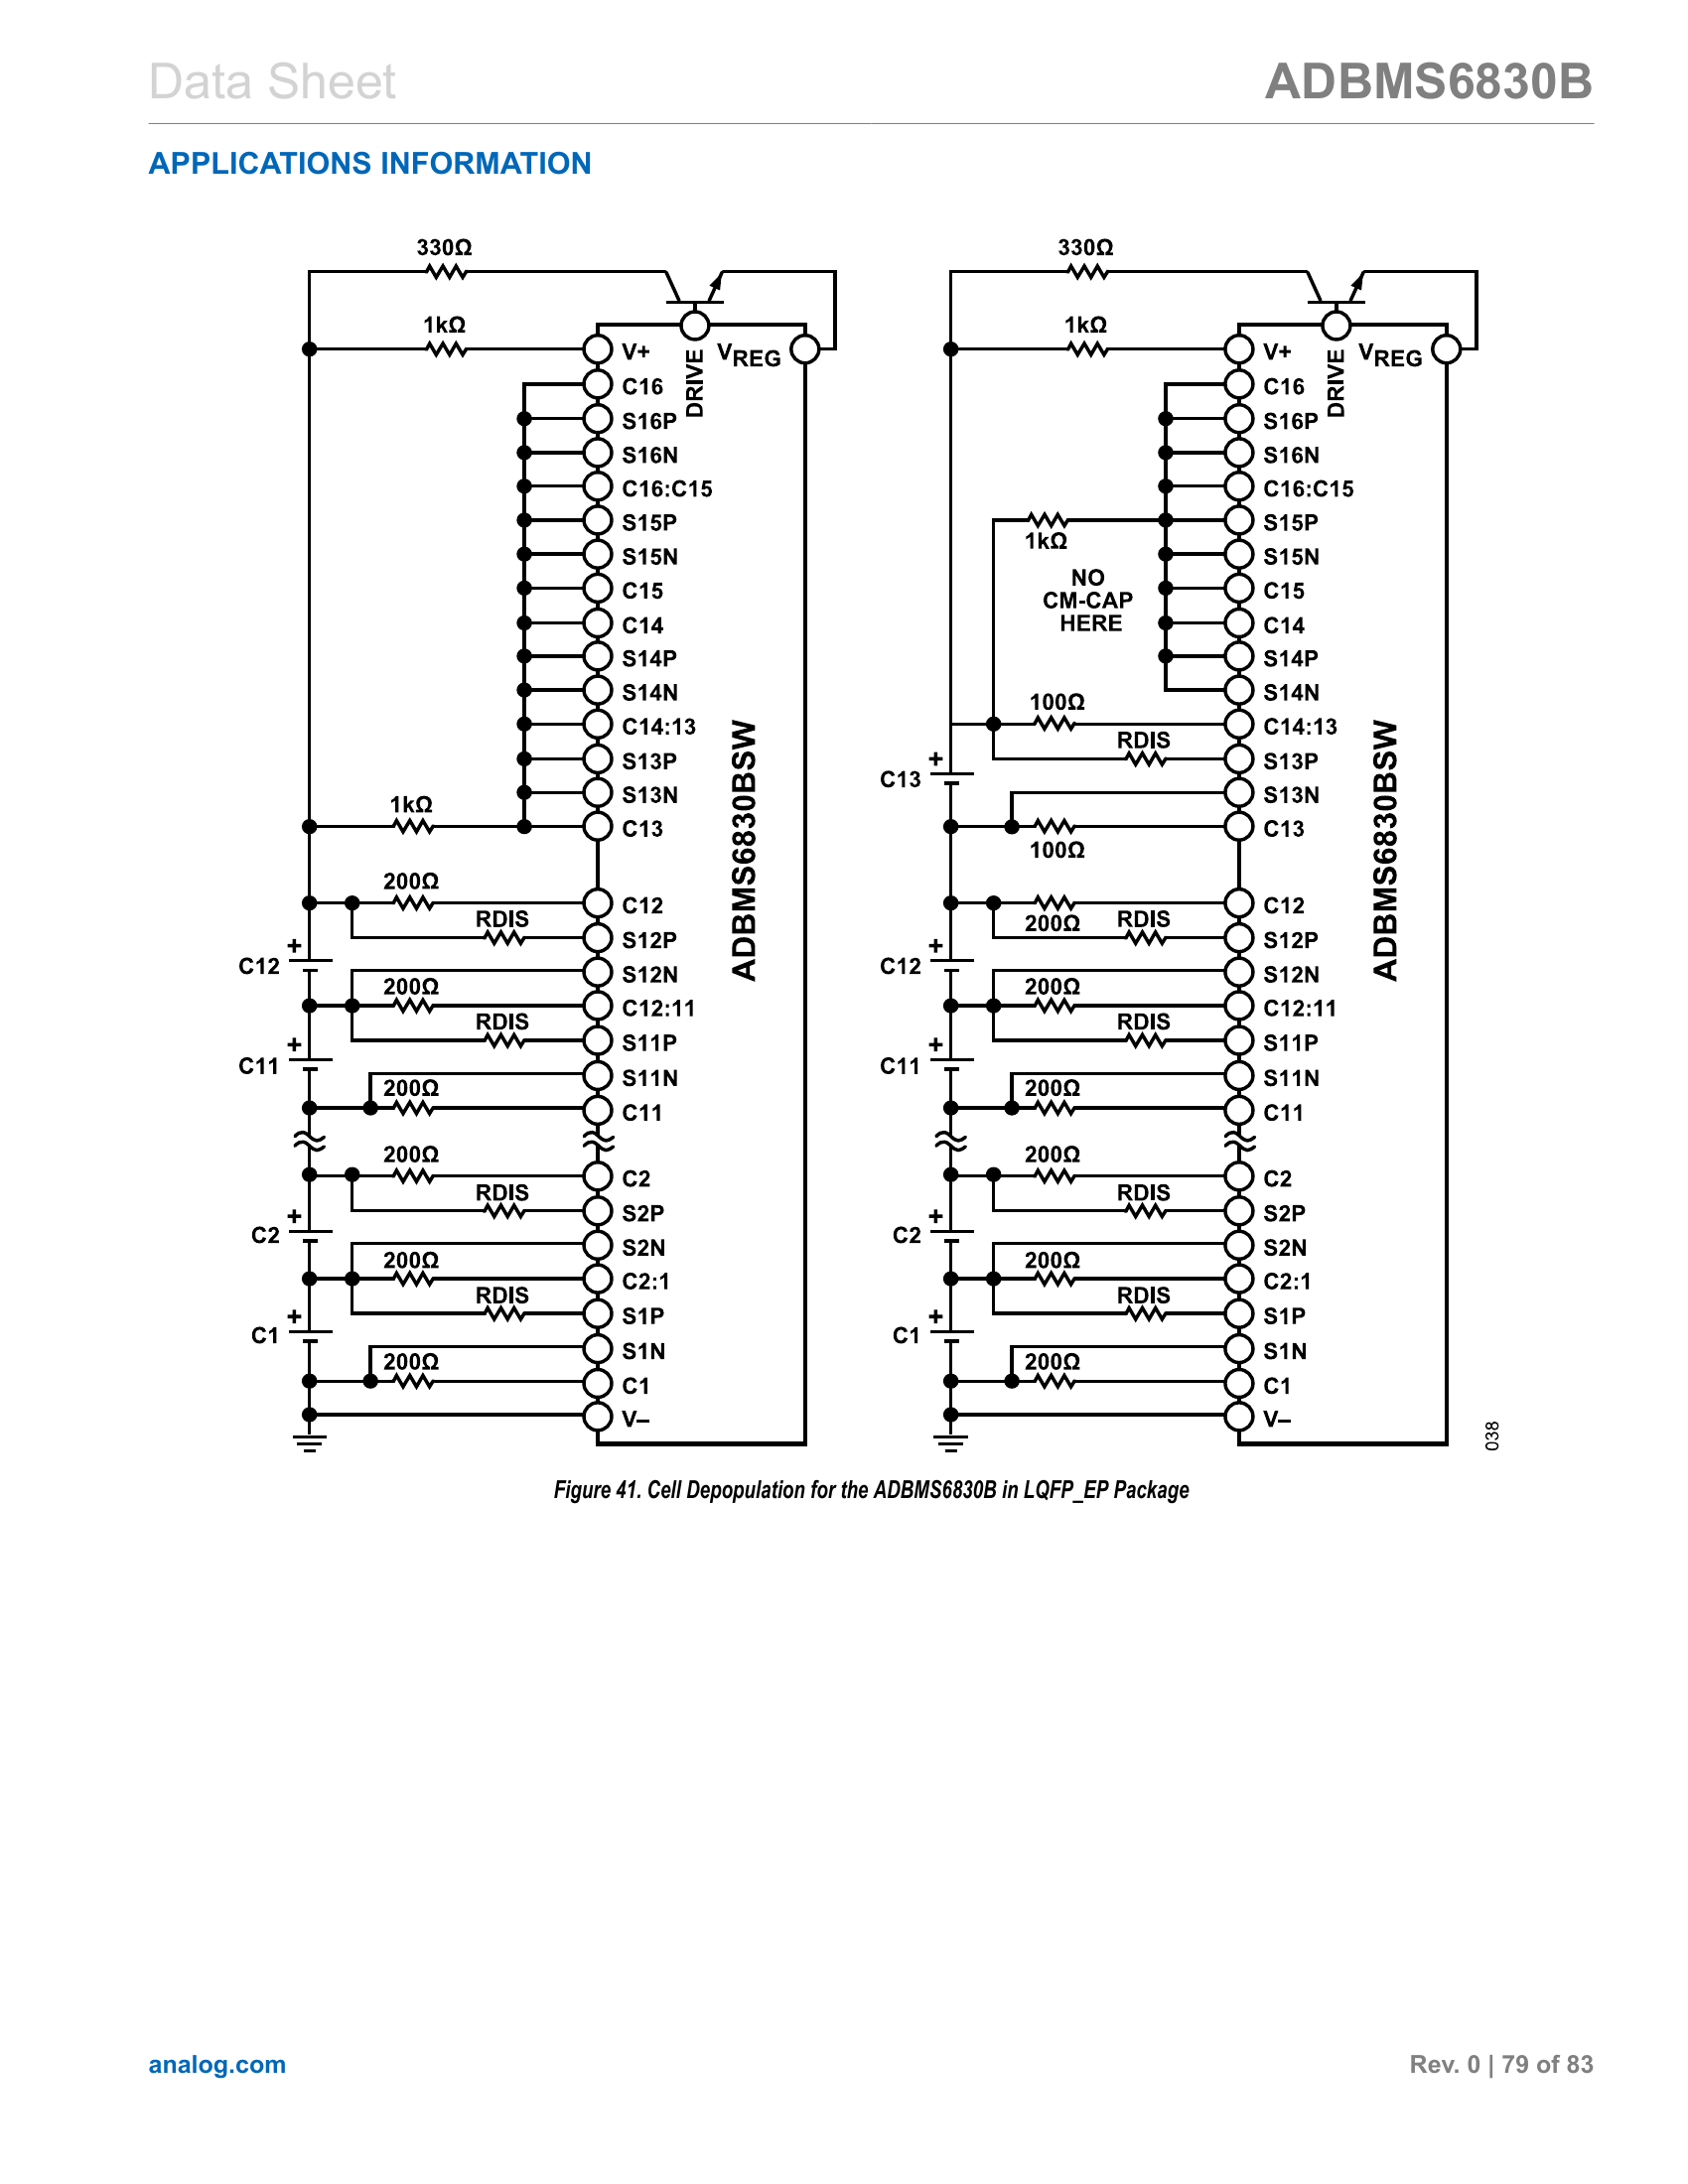 Data Sheet ADBMS6830B
APPLICATIONS INFORMATION
330Ω
1kΩ
V+
DRIVE
VREG
C16
S16P
S16N
C16:C15
S15P
S15N
C15
C14
S14P
S14N
C14:13
S13P
S13N
1kΩ
C13
200Ω
C12
RDIS
S12P
+
C12
S12N
200Ω
C12:11
RDIS
S11P
+
C11
S11N
200Ω
C11
200Ω
C2
RDIS
S2P
+
C2
S2N
200Ω
C2:1
RDIS
S1P
+
C1
S1N
200Ω
C1
V–
ADBMS6830BSW
330Ω
1kΩ
V+
DRIVE
VREG
C16
S16P
S16N
C16:C15
S15P
1kΩ
S15N
NO
CM-CAP
HERE
C15
C14
S14P
S14N
100Ω
C14:13
RDIS
S13P
+
C13
S13N
C13
100Ω
C12
200Ω
RDIS
S12P
+
C12
S12N
200Ω
C12:11
RDIS
S11P
+
C11
S11N
200Ω
C11
200Ω
C2
RDIS
S2P
+
C2
S2N
200Ω
C2:1
RDIS
S1P
+
C1
S1N
200Ω
C1
V–
ADBMS6830BSW
038
Figure 41. Cell Depopulation for the ADBMS6830B in LQFP_EP Package
analog.com Rev. 0 | 79 of 83